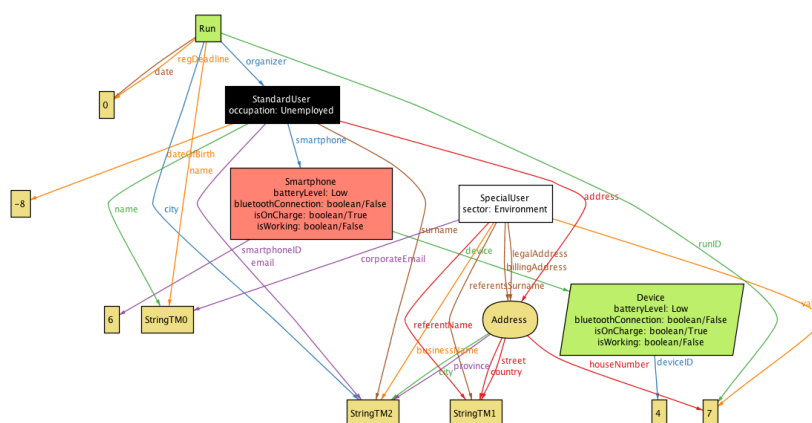 Run
regDeadline
date
organizer
0
StandardUser
occupation: Unemployed
smartphone
dateOfBirth
name
-8
Smartphone
batteryLevel: Low
bluetoothConnection: boolean/False
isOnCharge: boolean/True
isWorking: boolean/False
SpecialUser
sector: Environment
address
name
city
surname
runID
smartphoneID
email
corporateEmail
device
legalAddress
billingAddress
referentsSurname
Device
batteryLevel: Low
bluetoothConnection: boolean/False
isOnCharge: boolean/True
isWorking: boolean/False
6
StringTM0
referentName
Address
businessName
province
city
street
country
houseNumber
deviceID
StringTM2
StringTM1
4
7